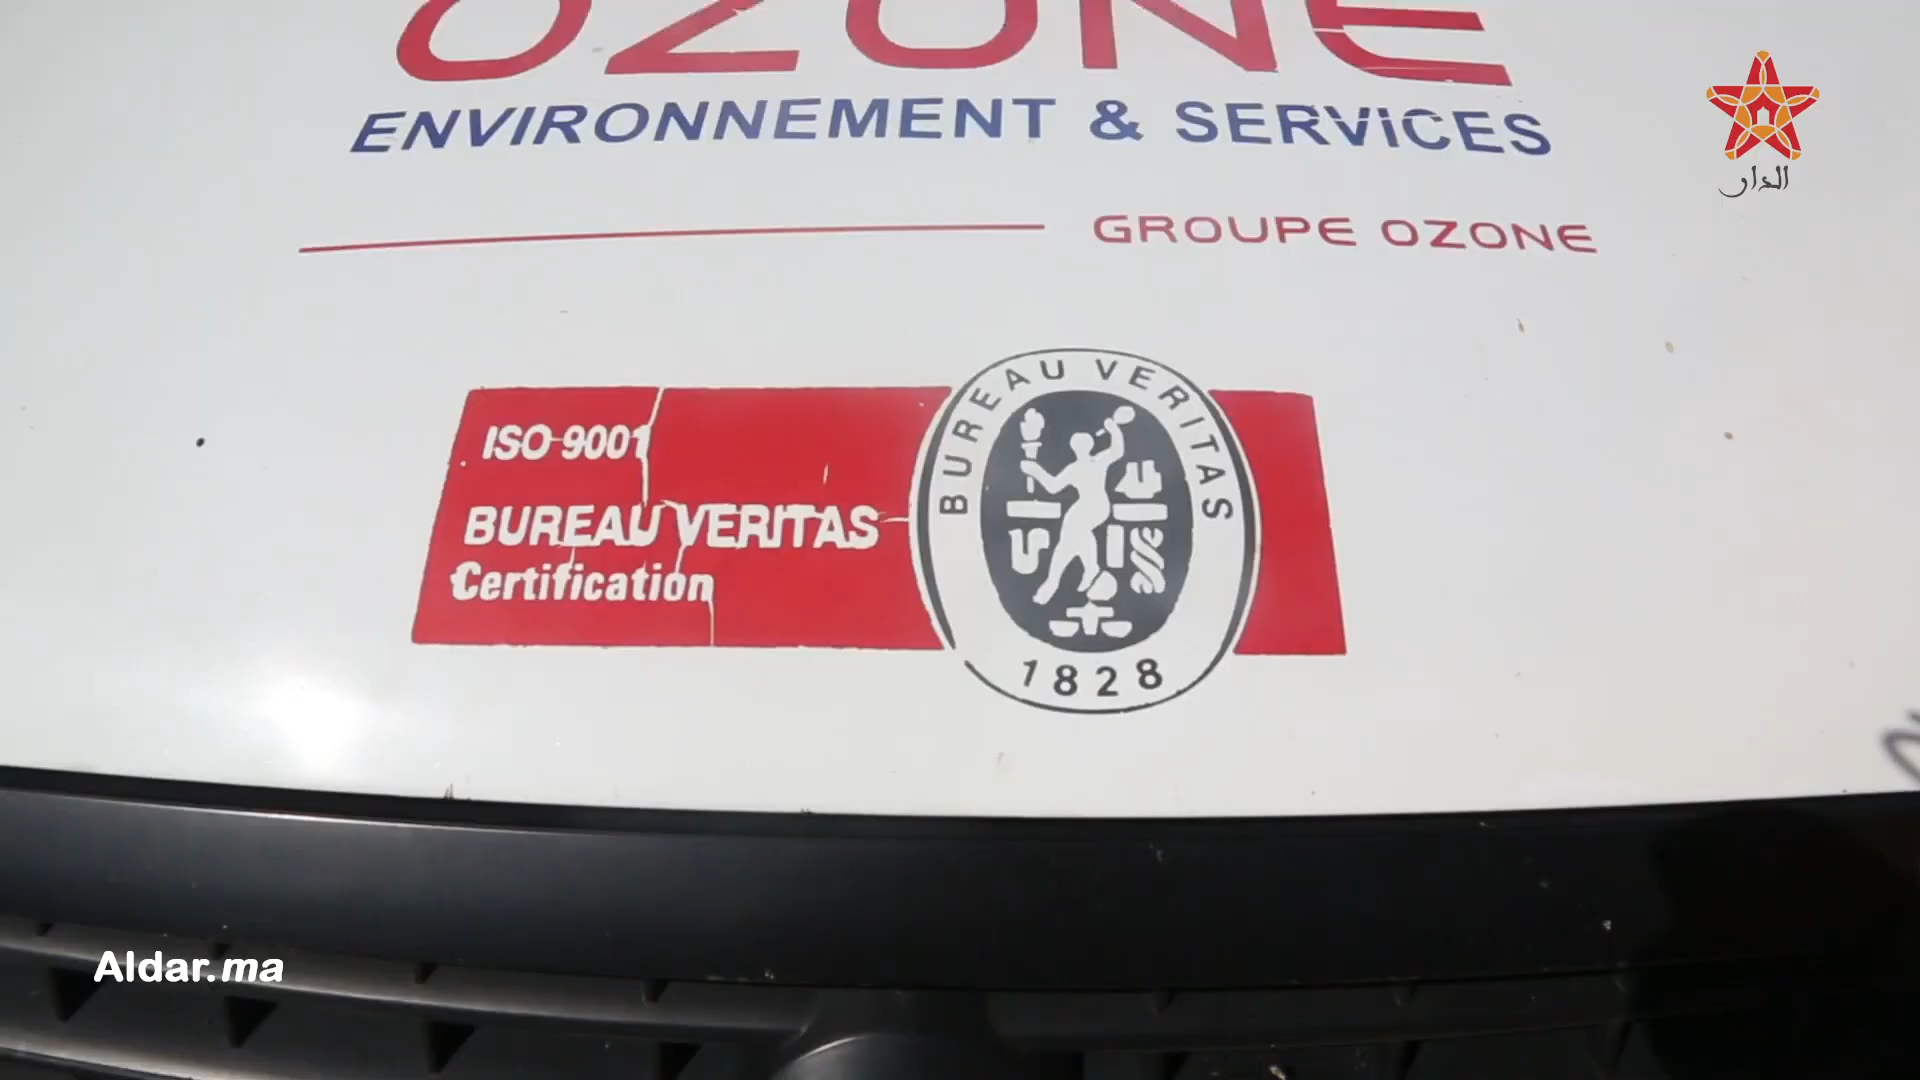 OZONE
ENVIRONNEMENT & SERVICES
GROUPE OZONE
الدار
ISO 9001
BUREAU VERITAS
Certification
BUREAU VERITAS
1828
Aldar.ma